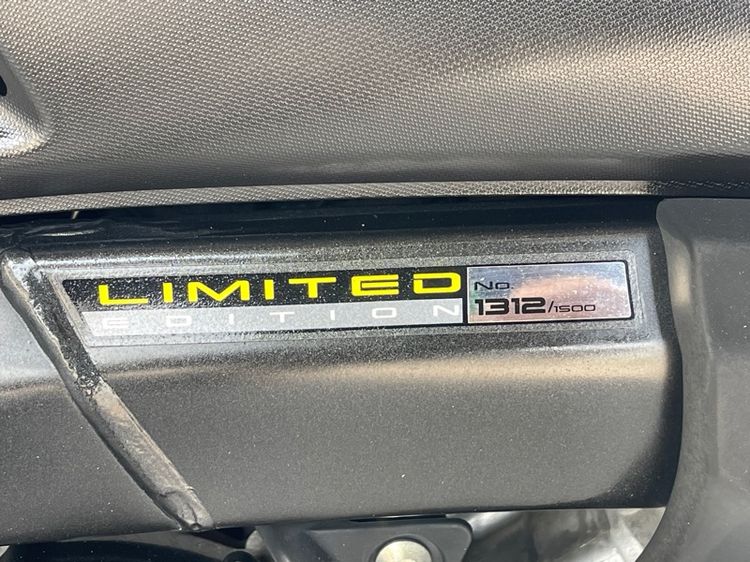 LIMITED
EDITION
No.
1312/1500